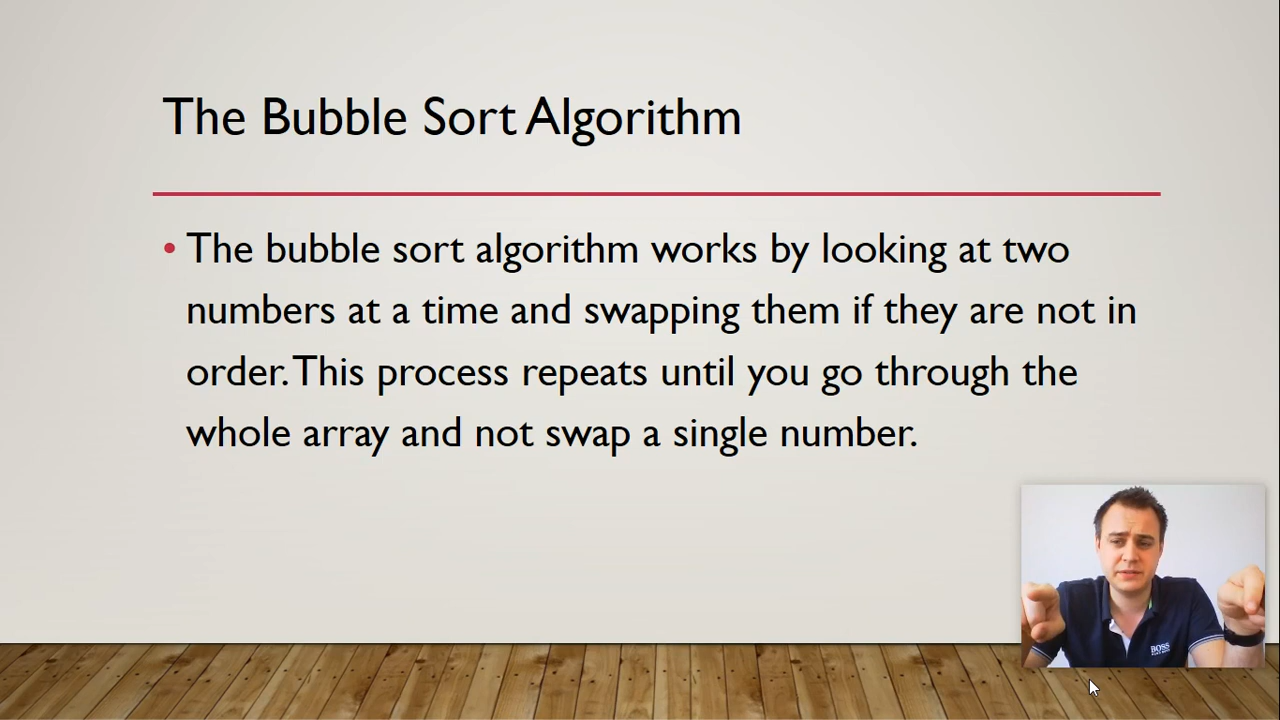 The Bubble Sort Algorithm
• The bubble sort algorithm works by looking at two
numbers at a time and swapping them if they are not in
order. This process repeats until you go through the
whole array and not swap a single number.
BOSS